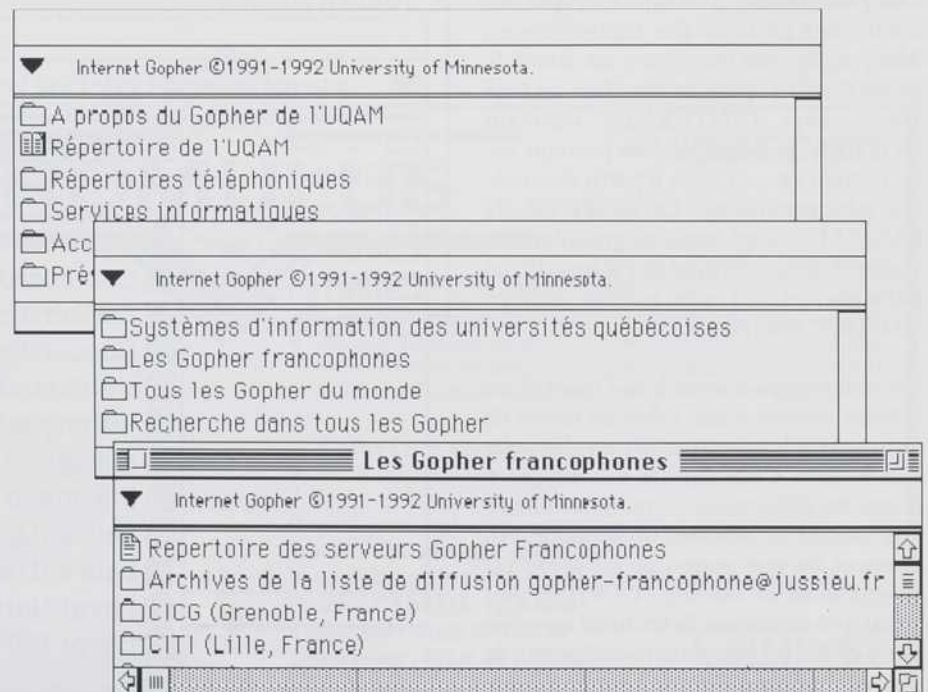 Internet Gopher ©1991-1992 University of Minnesota.
A propos du Gopher de l'UQAM
Répertoire de l'UQAM
Répertoires téléphoniques
Services informatiques
Acc
Pré
Internet Gopher ©1991-1992 University of Minnesota.
Systèmes d'information des universités québécoises
Les Gopher francophones
Tous les Gopher du monde
Recherche dans tous les Gopher
Les Gopher francophones
Internet Gopher ©1991-1992 University of Minnesota.
Repertoire des serveurs Gopher Francophones
Archives de la liste de diffusion gopher-francophone@jussieu.fr
CICG (Grenoble, France)
CITI (Lille, France)